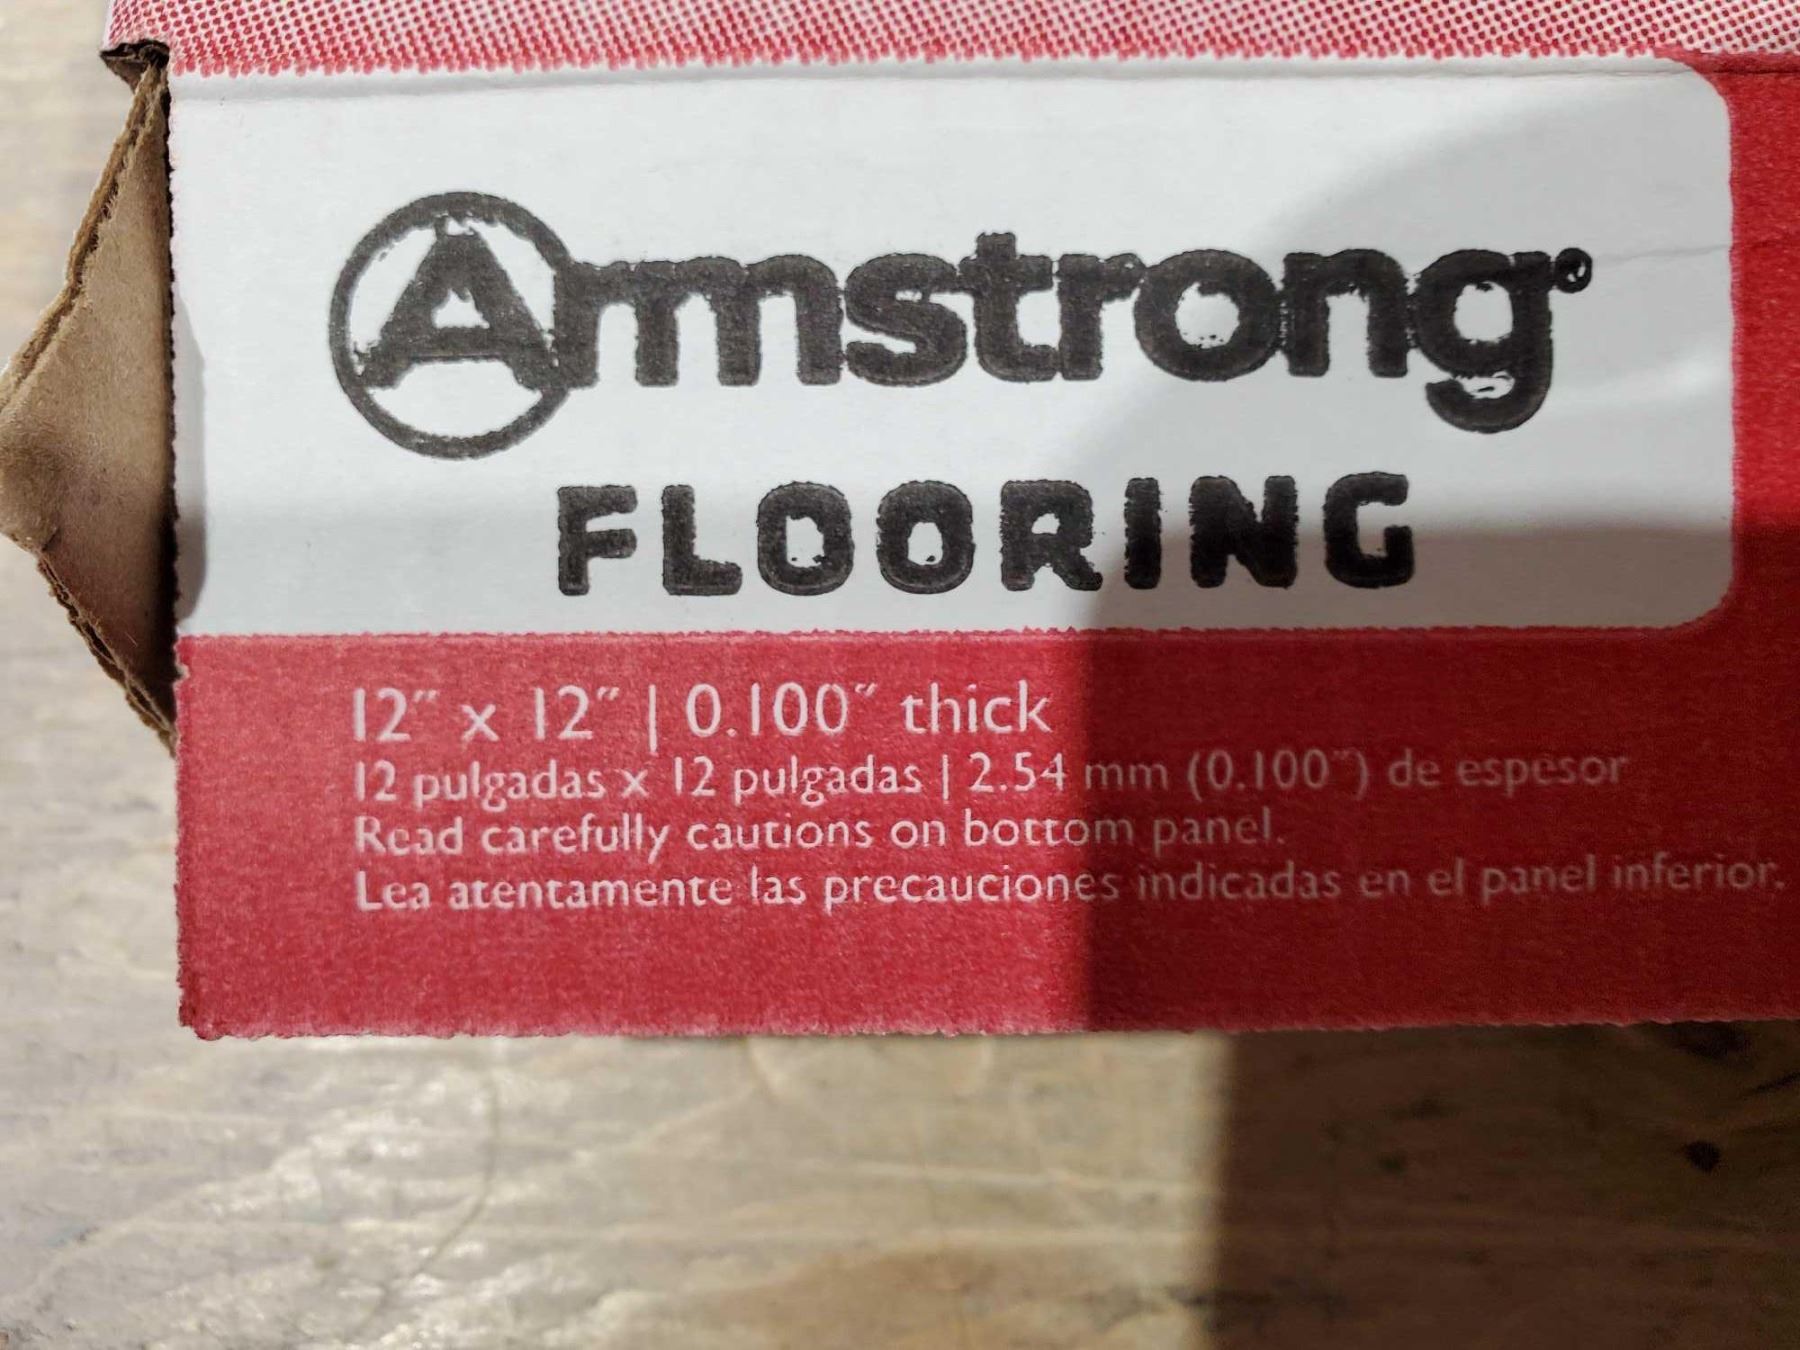 Armstrong®
FLOORING
12" x 12" | 0.100" thick
12 pulgadas x 12 pulgadas | 2.54 mm (0.100") de espesor
Read carefully cautions on bottom panel.
Lea atentamente las precauciones indicadas en el panel inferior.